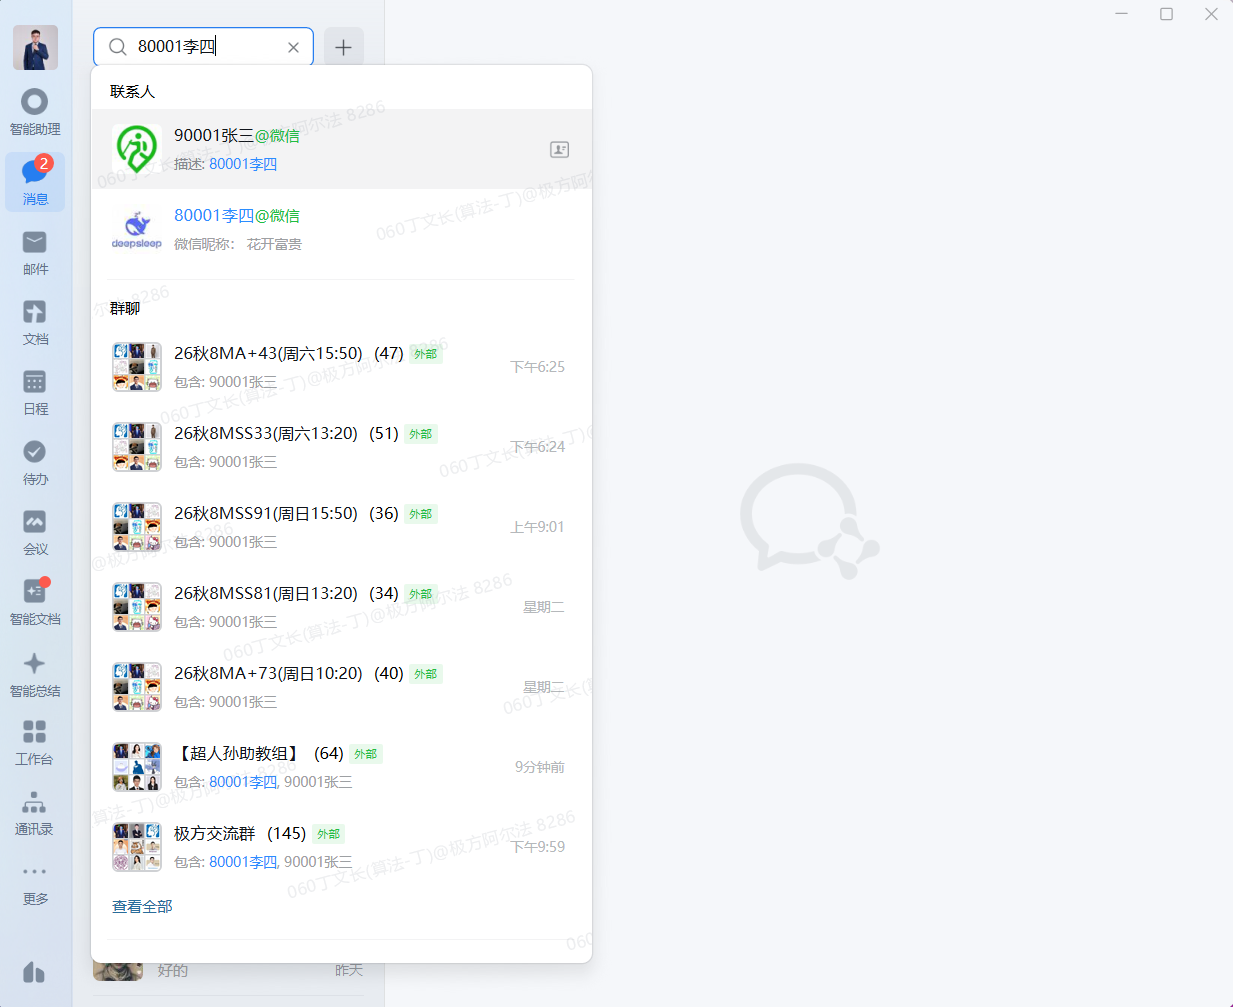 80001李四
智能助理
2
消息
邮件
文档
日程
待办
会议
智能文档
智能总结
工作台
通讯录
更多
联系人
90001张三@微信
描述: 80001李四
deepsleep
80001李四@微信
微信昵称： 花开富贵
群聊
26秋8MA+43(周六15:50) (47) 外部
下午6:25
包含: 90001张三
26秋8MSS33(周六13:20) (51) 外部
下午6:24
包含: 90001张三
26秋8MSS91(周日15:50) (36) 外部
上午9:01
包含: 90001张三
26秋8MSS81(周日13:20) (34) 外部
星期二
包含: 90001张三
26秋8MA+73(周日10:20) (40) 外部
星期二
包含: 90001张三
【超人孙助教组】 (64) 外部
9分钟前
包含: 80001李四, 90001张三
极方交流群 (145) 外部
下午9:59
包含: 80001李四, 90001张三
查看全部
好的
昨天
060丁文长(算法-丁)@极方阿尔法 8286